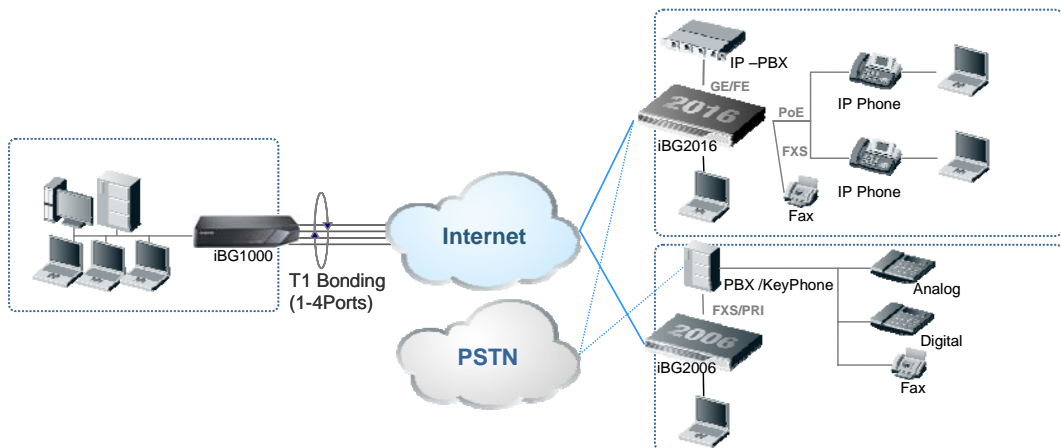 IP –PBX
GE/FE
2016
iBG2016
PoE
FXS
IP Phone
IP Phone
Fax
iBG1000
T1 Bonding
(1-4Ports)
Internet
PSTN
PBX /KeyPhone
FXS/PRI
2006
iBG2006
Analog
Digital
Fax